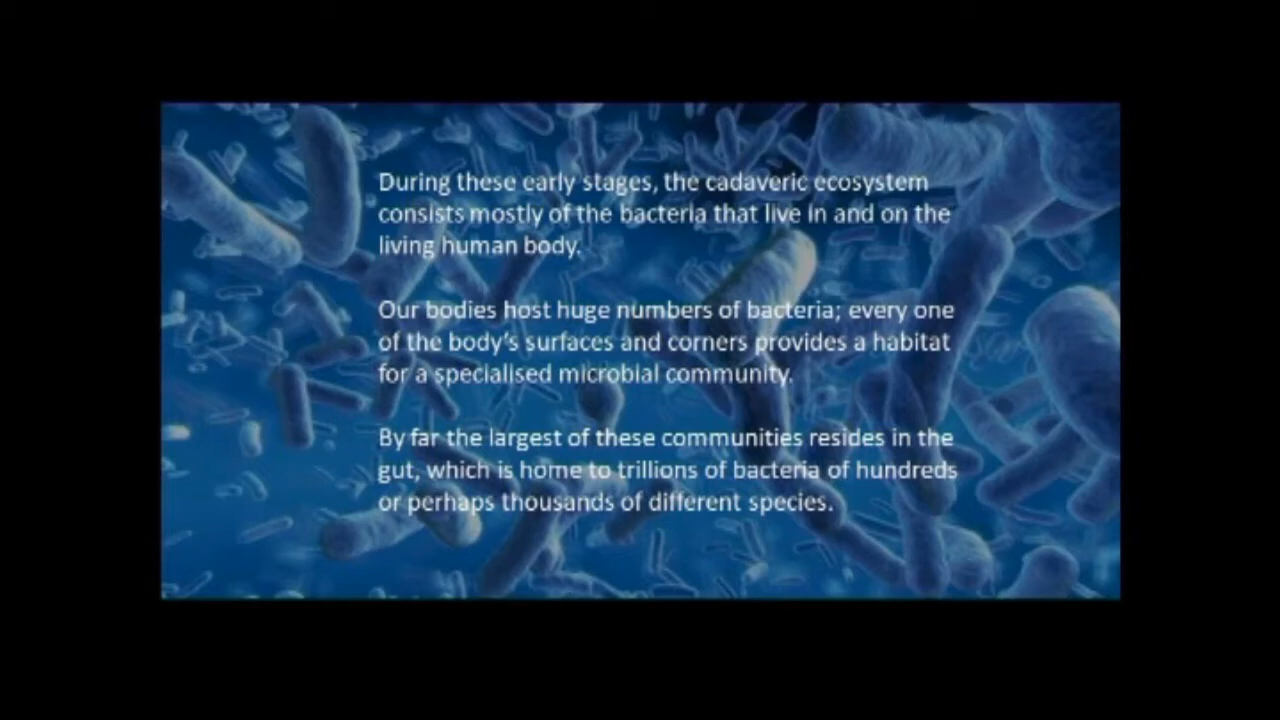 During these early stages, the cadaveric ecosystem
consists mostly of the bacteria that live in and on the
living human body.
Our bodies host huge numbers of bacteria; every one
of the body’s surfaces and corners provides a habitat
for a specialised microbial community.
By far the largest of these communities resides in the
gut, which is home to trillions of bacteria of hundreds
or perhaps thousands of different species.